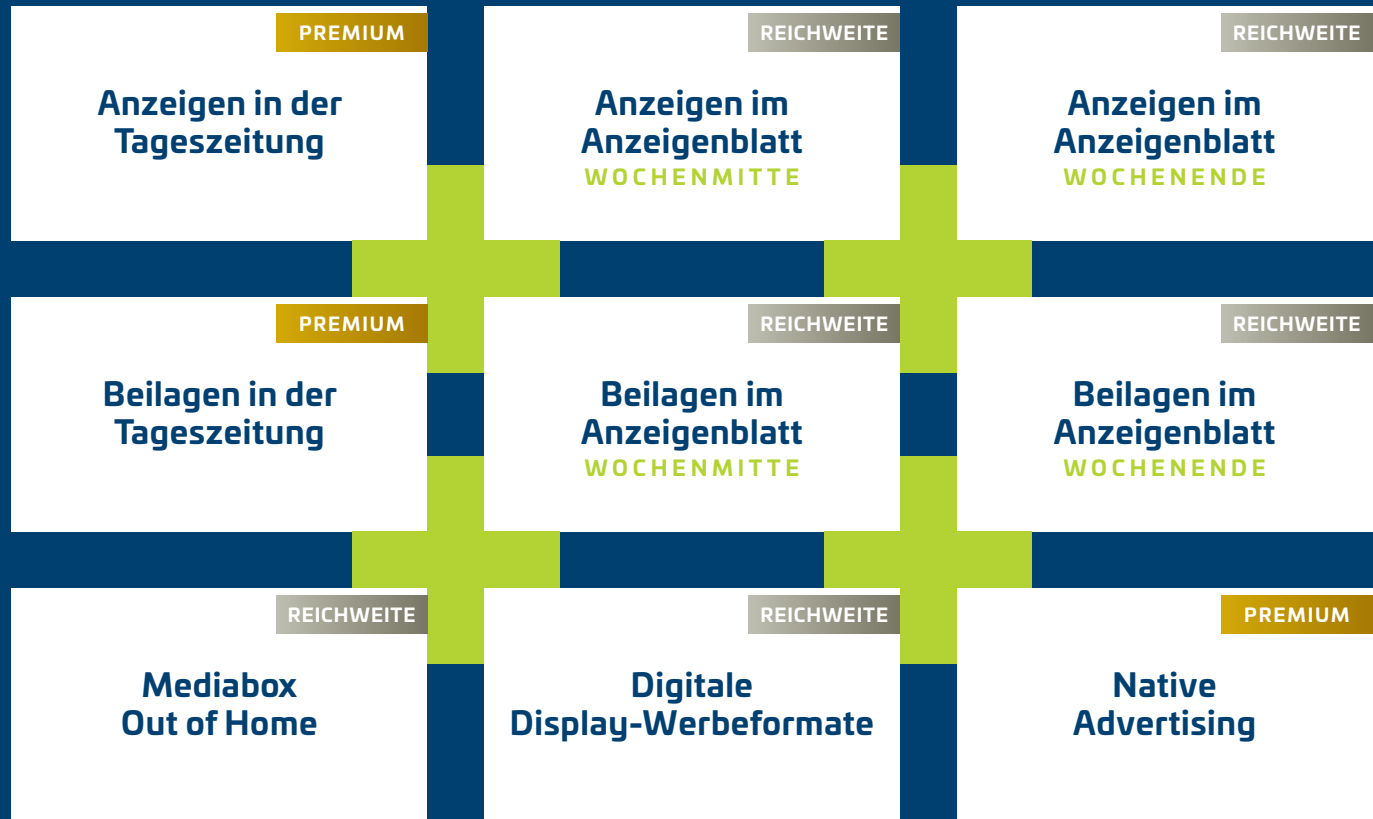 PREMIUM
Anzeigen in der
Tageszeitung
REICHWEITE
Anzeigen im
Anzeigenblatt
WOCHENMITTE
REICHWEITE
Anzeigen im
Anzeigenblatt
WOCHENENDE
PREMIUM
Beilagen in der
Tageszeitung
REICHWEITE
Beilagen im
Anzeigenblatt
WOCHENMITTE
REICHWEITE
Beilagen im
Anzeigenblatt
WOCHENENDE
REICHWEITE
Mediabox
Out of Home
REICHWEITE
Digitale
Display-Werbeformate
PREMIUM
Native
Advertising